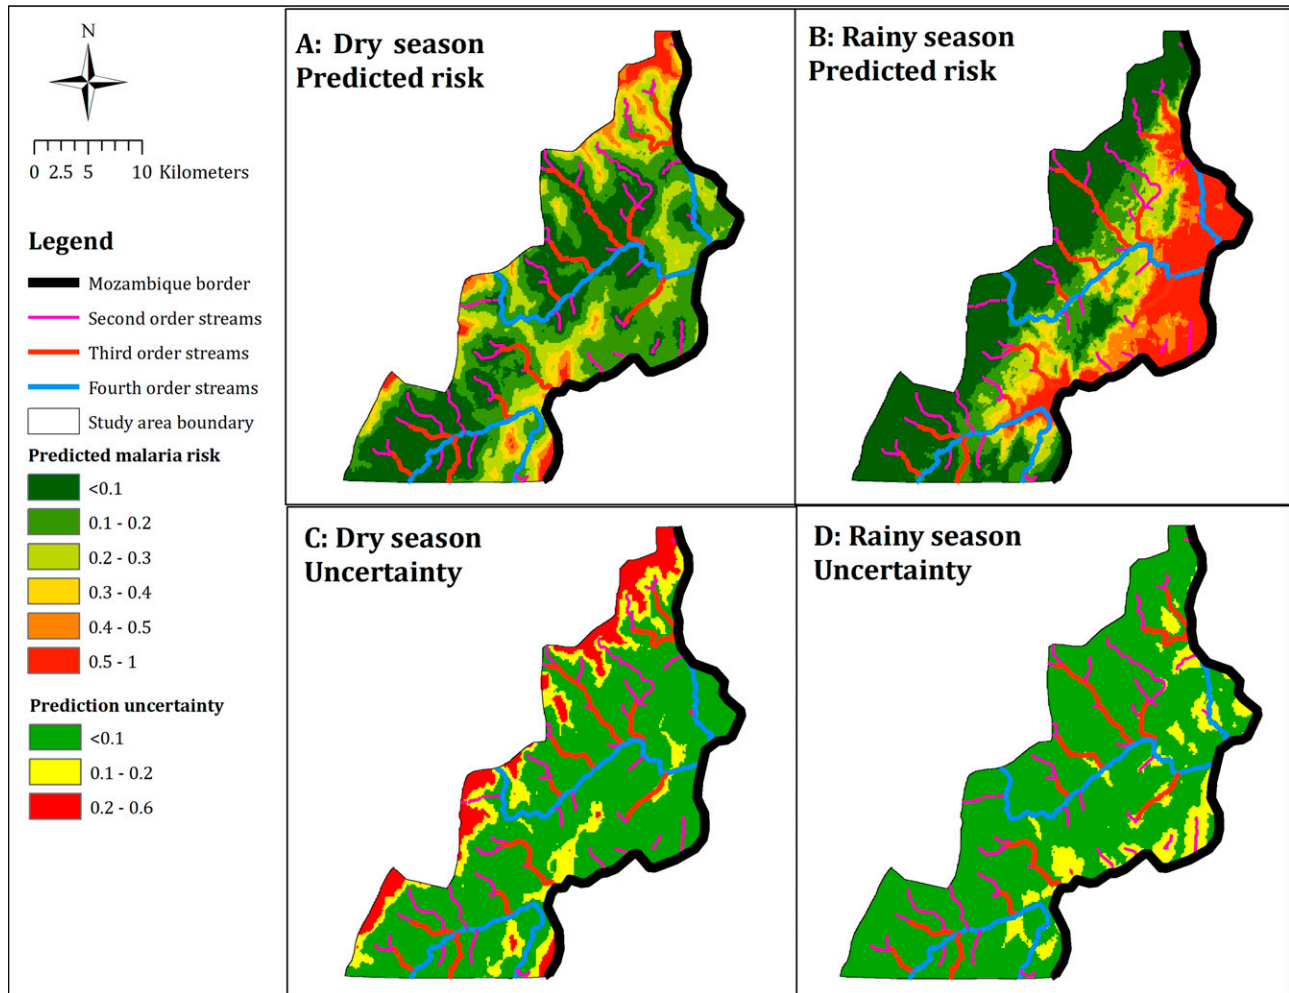 N
0 2.5 5 10 Kilometers
Legend
Mozambique border
Second order streams
Third order streams
Fourth order streams
Study area boundary
Predicted malaria risk
<0.1
0.1 - 0.2
0.2 - 0.3
0.3 - 0.4
0.4 - 0.5
0.5 - 1
Prediction uncertainty
<0.1
0.1 - 0.2
0.2 - 0.6
A: Dry season
Predicted risk
B: Rainy season
Predicted risk
C: Dry season
Uncertainty
D: Rainy season
Uncertainty